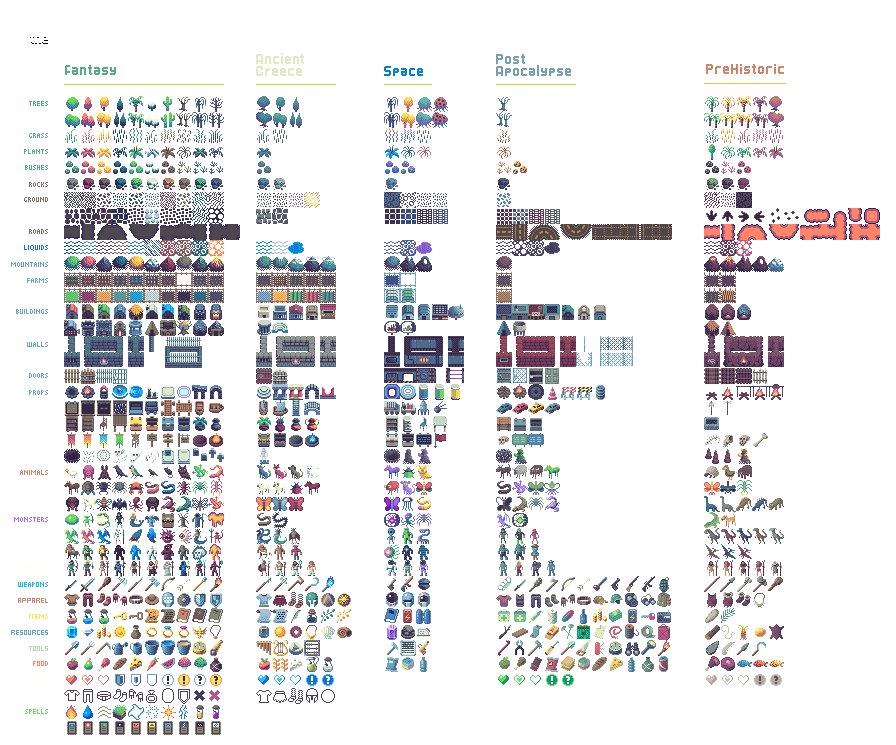 Fantasy
Ancient
Greece
Space
Post
Apocalypse
PreHistoric
TREES
GRASS
PLANTS
BUSHES
ROCKS
GROUND
ROADS
LIQUIDS
MOUNTAINS
FARMS
BUILDINGS
WALLS
DOORS
PROPS
ANIMALS
MONSTERS
WEAPONS
APPAREL
ITEMS
RESOURCES
TOOLS
FOOD
SPELLS